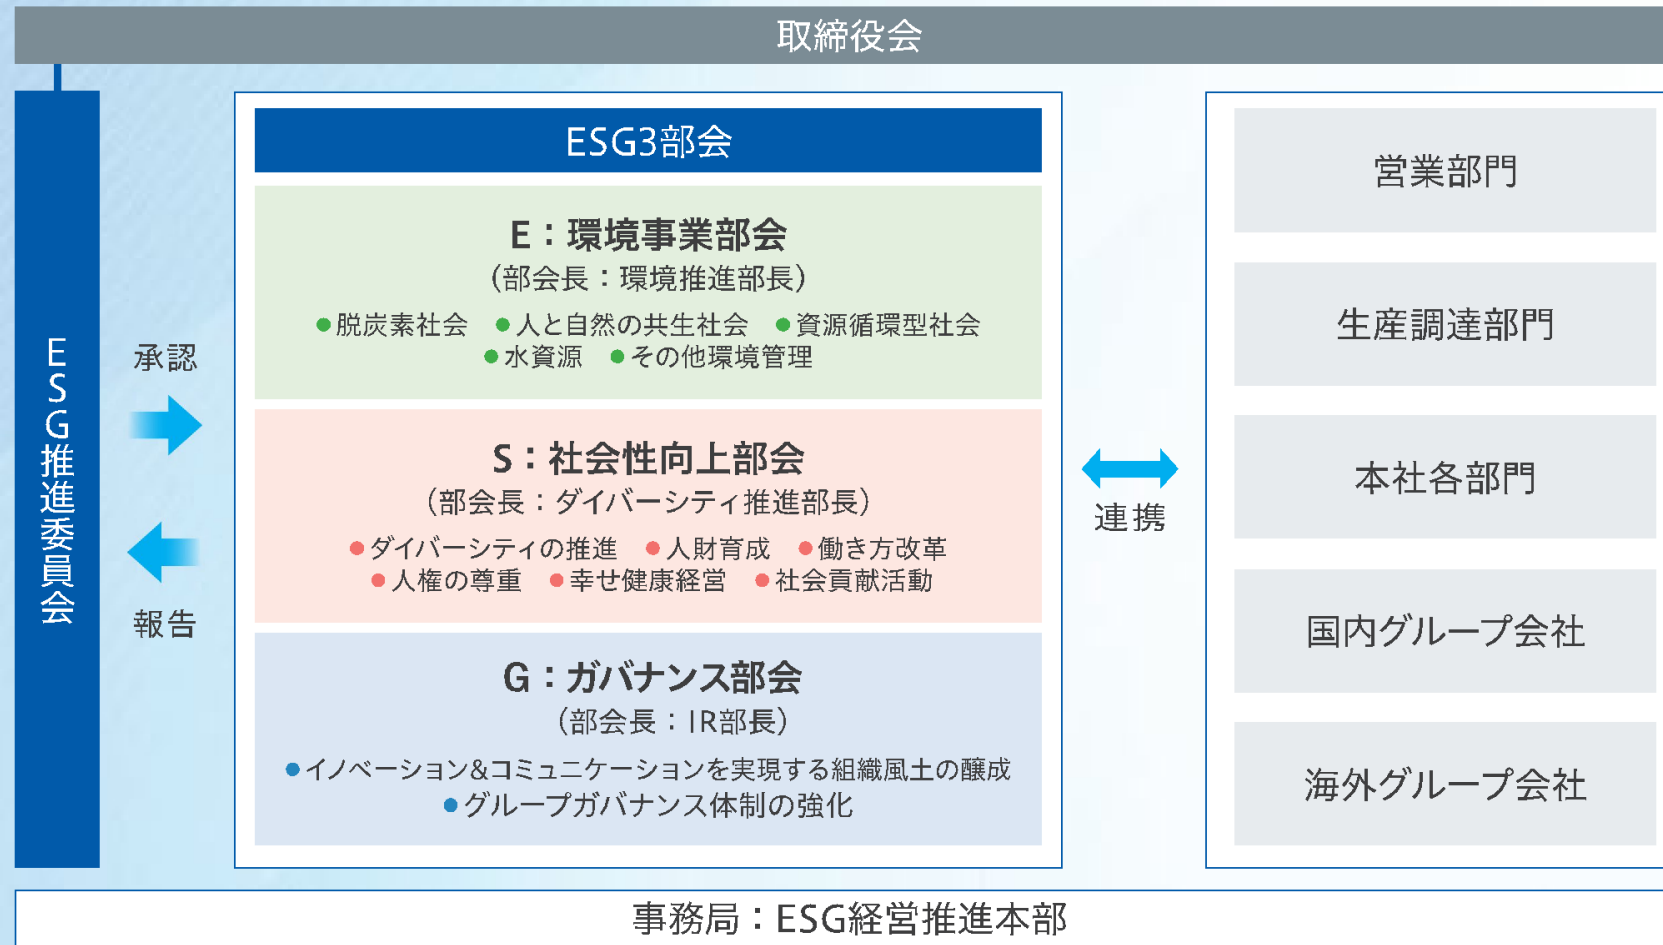 取締役会
ESG推進委員会
承認
報告
ESG3部会
E：環境事業部会
（部会長：環境推進部長）
●脱炭素社会 ●人と自然の共生社会 ●資源循環型社会
●水資源 ●その他環境管理
S：社会性向上部会
（部会長：ダイバーシティ推進部長）
●ダイバーシティの推進 ●人財育成 ●働き方改革
●人権の尊重 ●幸せ健康経営 ●社会貢献活動
G：ガバナンス部会
（部会長：IR部長）
●イノベーション&コミュニケーションを実現する組織風土の醸成
●グループガバナンス体制の強化
連携
営業部門
生産調達部門
本社各部門
国内グループ会社
海外グループ会社
事務局：ESG経営推進本部